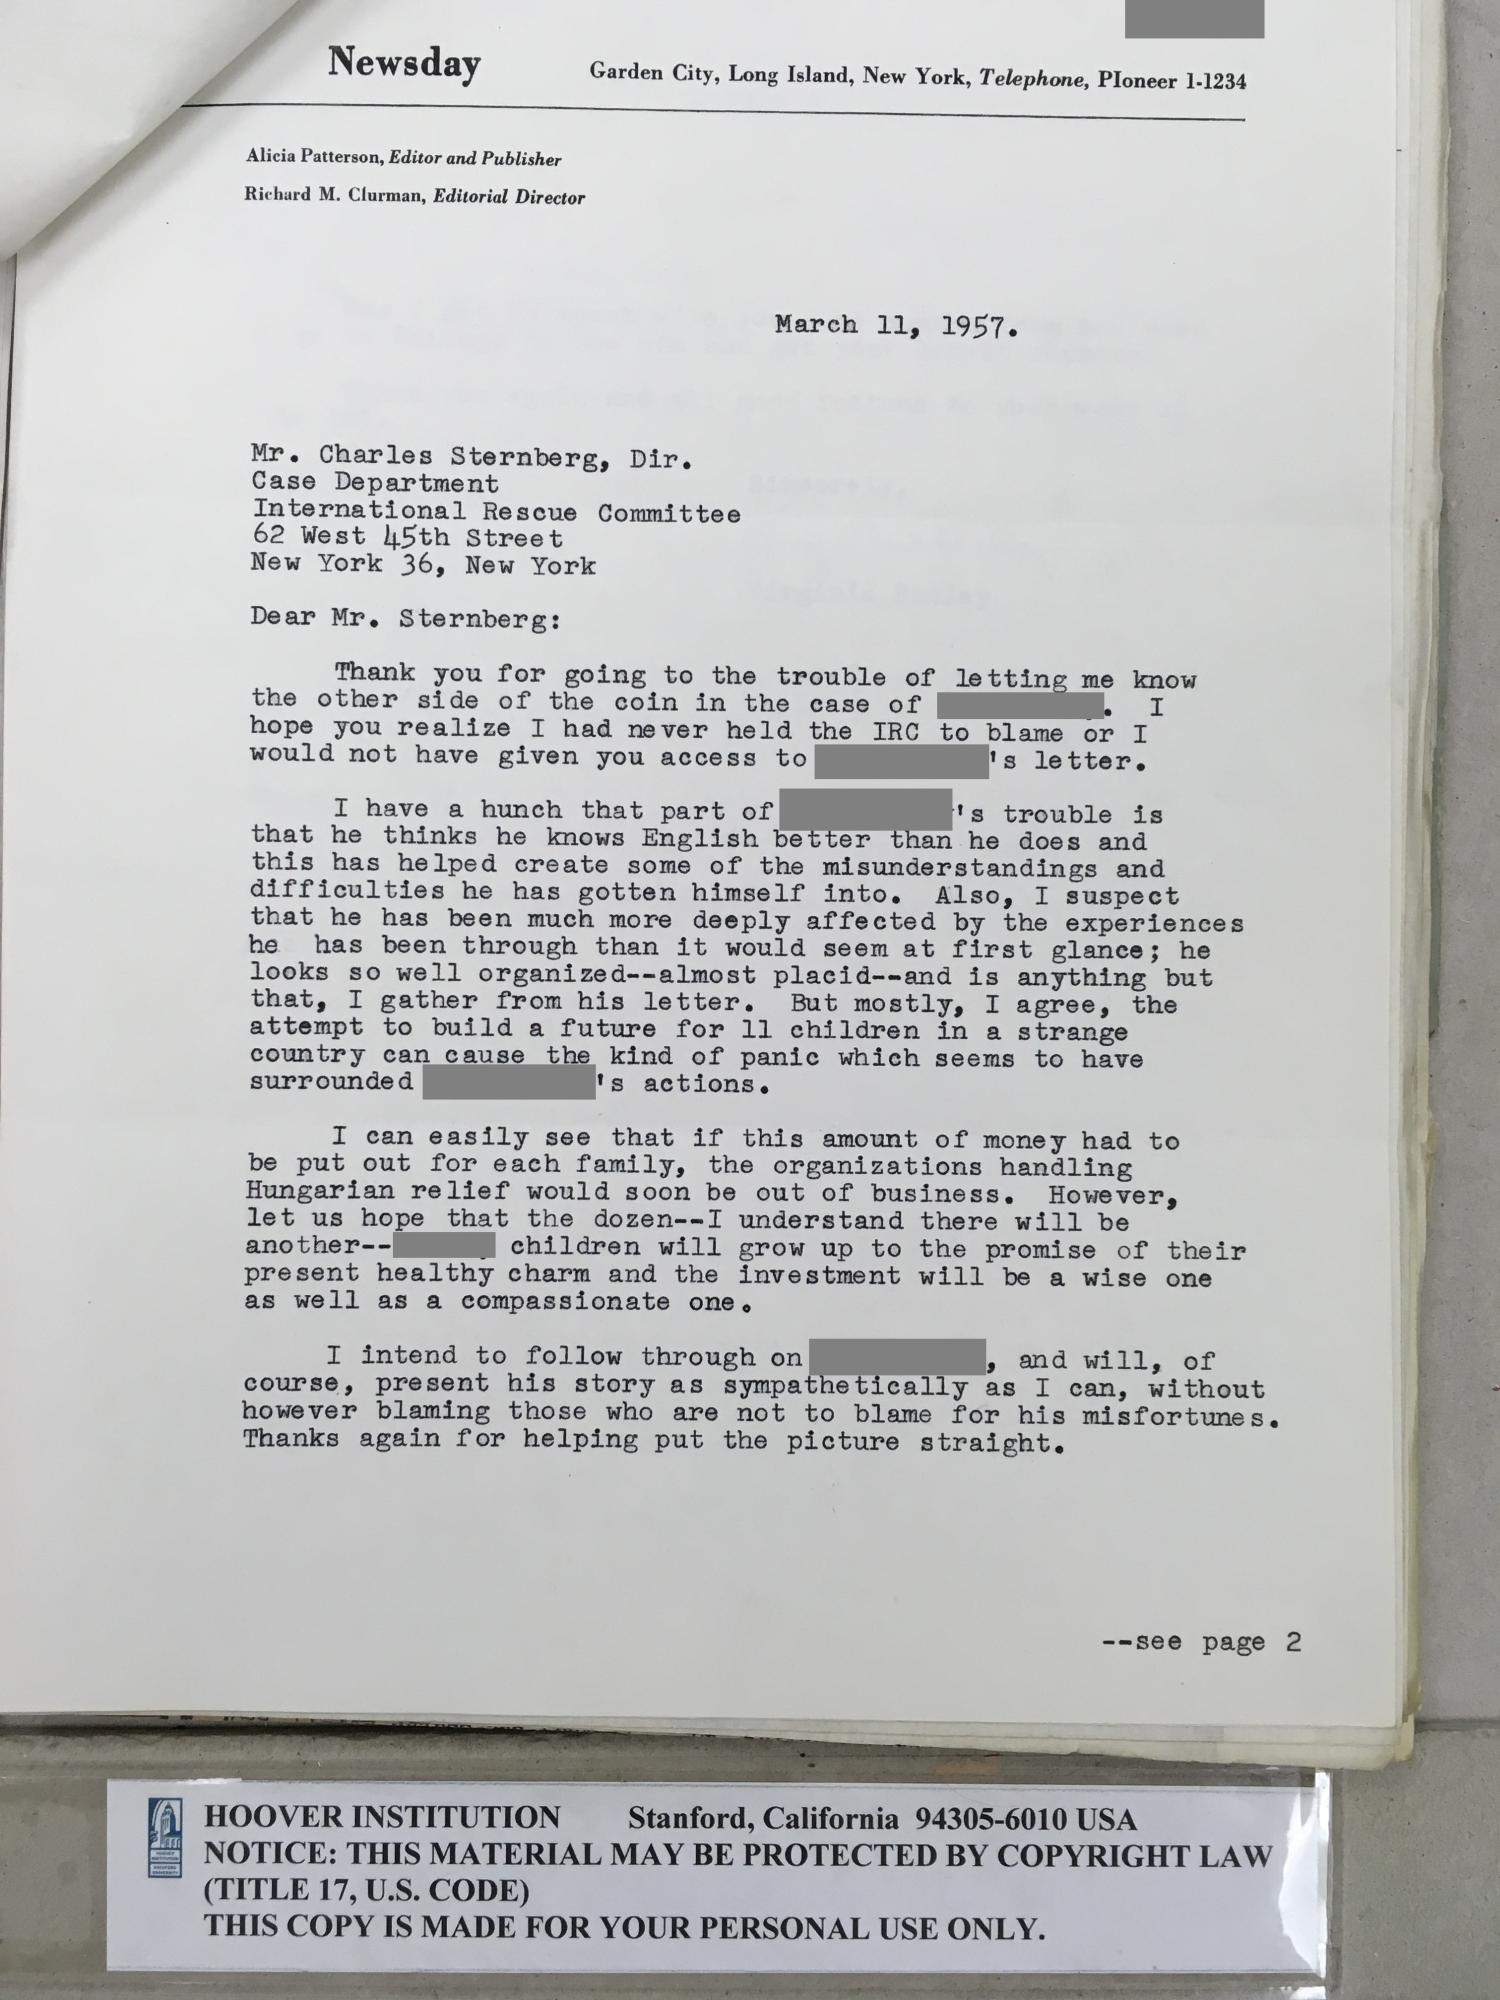 Newsday Garden City, Long Island, New York, Telephone, PIoneer 1-1234
Alicia Patterson, Editor and Publisher
Richard M. Clurman, Editorial Director
March 11, 1957.
Mr. Charles Sternberg, Dir.
Case Department
International Rescue Committee
62 West 45th Street
New York 36, New York
Dear Mr. Sternberg:
Thank you for going to the trouble of letting me know
the other side of the coin in the case of . I
hope you realize I had never held the IRC to blame or I
would not have given you access to 's letter.
I have a hunch that part of 's trouble is
that he thinks he knows English better than he does and
this has helped create some of the misunderstandings and
difficulties he has gotten himself into. Also, I suspect
that he has been much more deeply affected by the experiences
he has been through than it would seem at first glance; he
looks so well organized--almost placid--and is anything but
that, I gather from his letter. But mostly, I agree, the
attempt to build a future for 11 children in a strange
country can cause the kind of panic which seems to have
surrounded 's actions.
I can easily see that if this amount of money had to
be put out for each family, the organizations handling
Hungarian relief would soon be out of business. However,
let us hope that the dozen--I understand there will be
another-- children will grow up to the promise of their
present healthy charm and the investment will be a wise one
as well as a compassionate one.
I intend to follow through on , and will, of
course, present his story as sympathetically as I can, without
however blaming those who are not to blame for his misfortunes.
Thanks again for helping put the picture straight.
--see page 2
HOOVER INSTITUTION Stanford, California 94305-6010 USA
NOTICE: THIS MATERIAL MAY BE PROTECTED BY COPYRIGHT LAW
(TITLE 17, U.S. CODE)
THIS COPY IS MADE FOR YOUR PERSONAL USE ONLY.